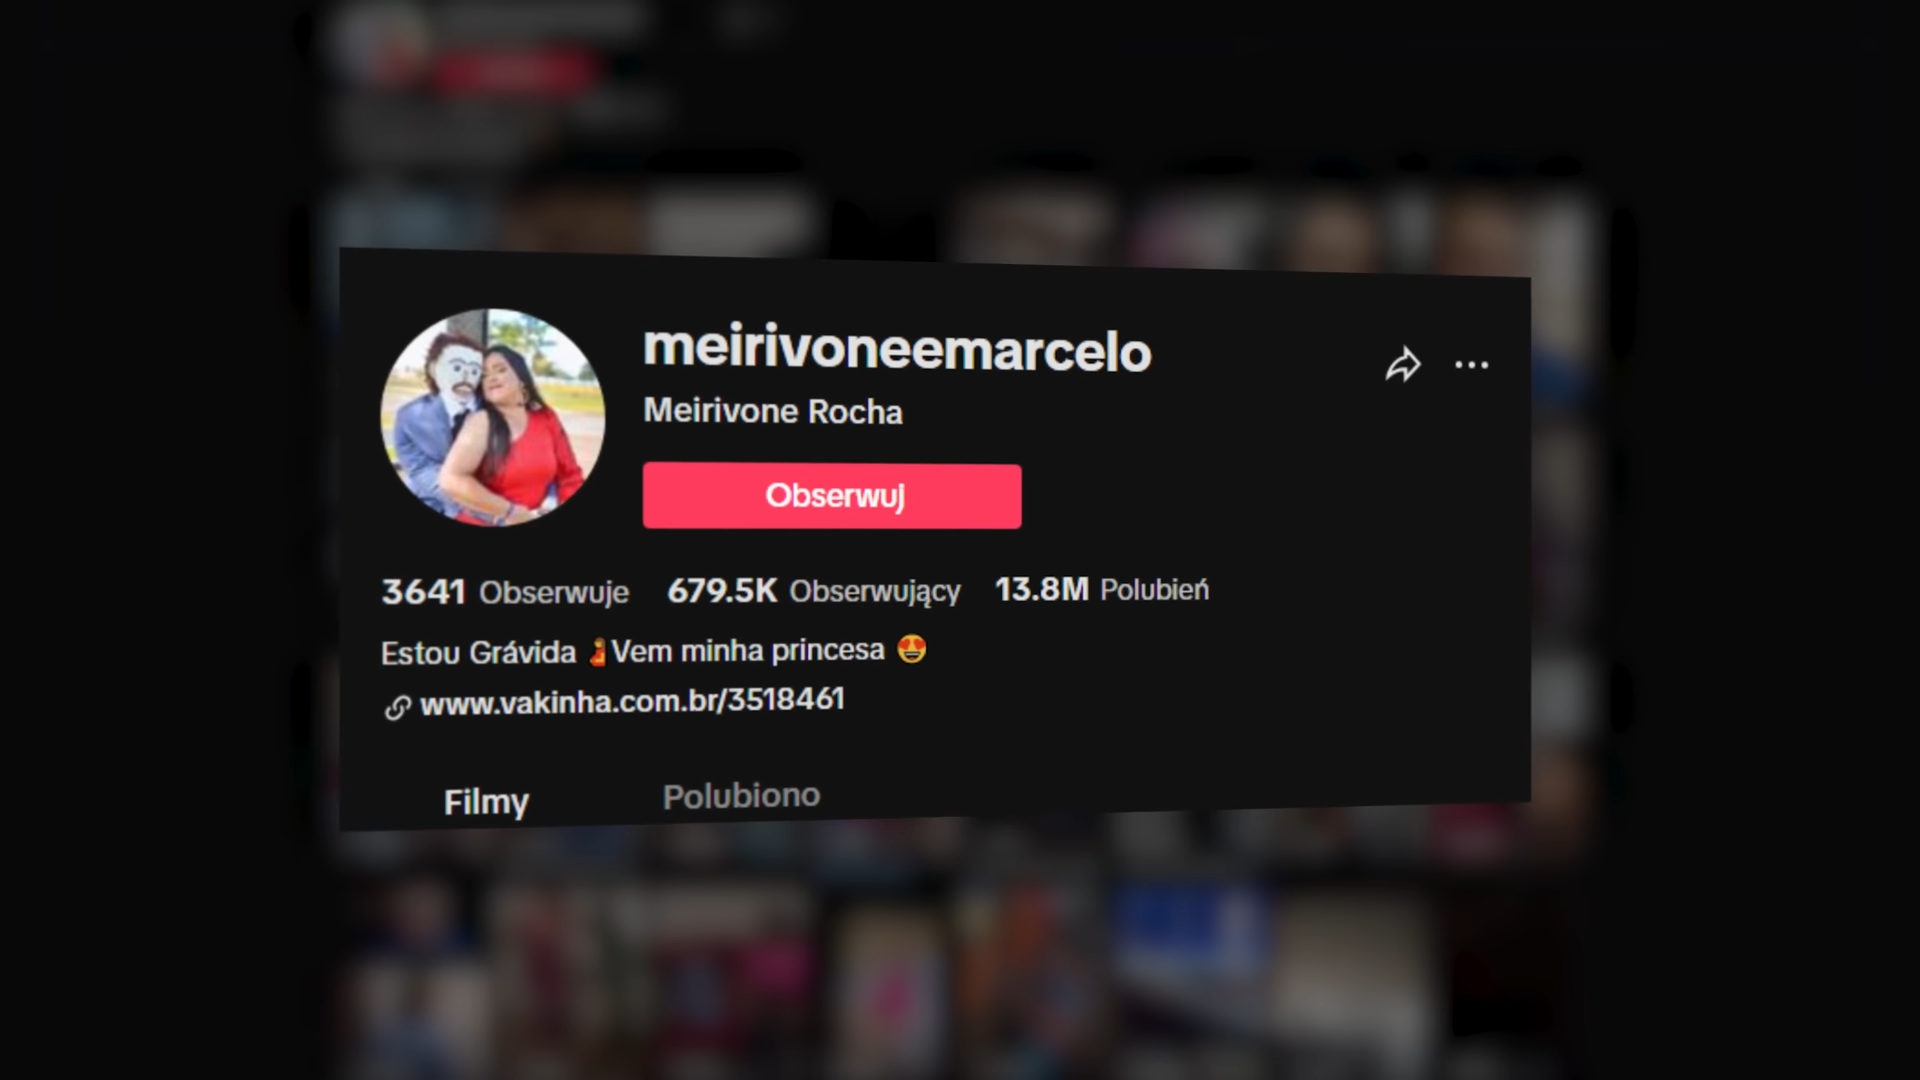 meirivoneemarcelo
Meirivone Rocha
Obserwuj
3641 Obserwuje 679.5K Obserwujący 13.8M Polubień
Estou Grávida 🤰Vem minha princesa 😍
www.vakinha.com.br/3518461
Filmy Polubiono